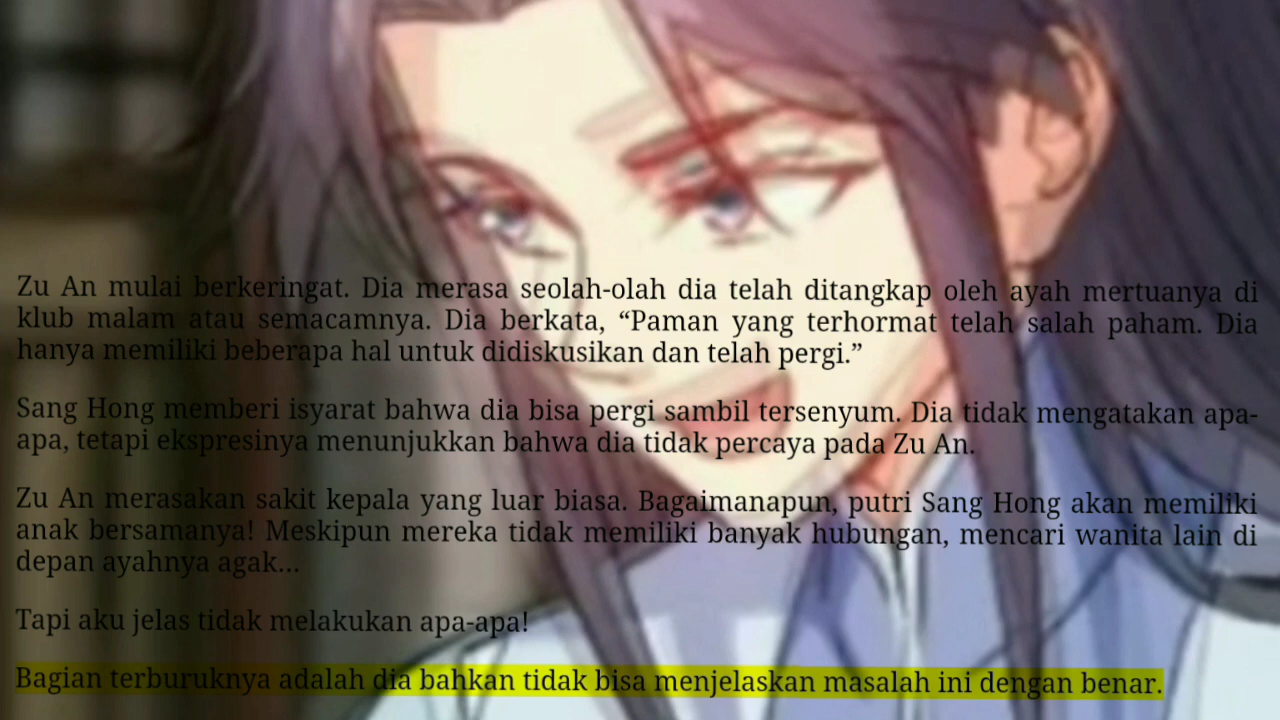 Zu An mulai berkeringat. Dia merasa seolah-olah dia telah ditangkap oleh ayah mertuanya di
klub malam atau semacamnya. Dia berkata, “Paman yang terhormat telah salah paham. Dia
hanya memiliki beberapa hal untuk didiskusikan dan telah pergi.”
Sang Hong memberi isyarat bahwa dia bisa pergi sambil tersenyum. Dia tidak mengatakan apa-
apa, tetapi ekspresinya menunjukkan bahwa dia tidak percaya pada Zu An.
Zu An merasakan sakit kepala yang luar biasa. Bagaimanapun, putri Sang Hong akan memiliki
anak bersamanya! Meskipun mereka tidak memiliki banyak hubungan, mencari wanita lain di
depan ayahnya agak...
Tapi aku jelas tidak melakukan apa-apa!
Bagian terburuknya adalah dia bahkan tidak bisa menjelaskan masalah ini dengan benar.